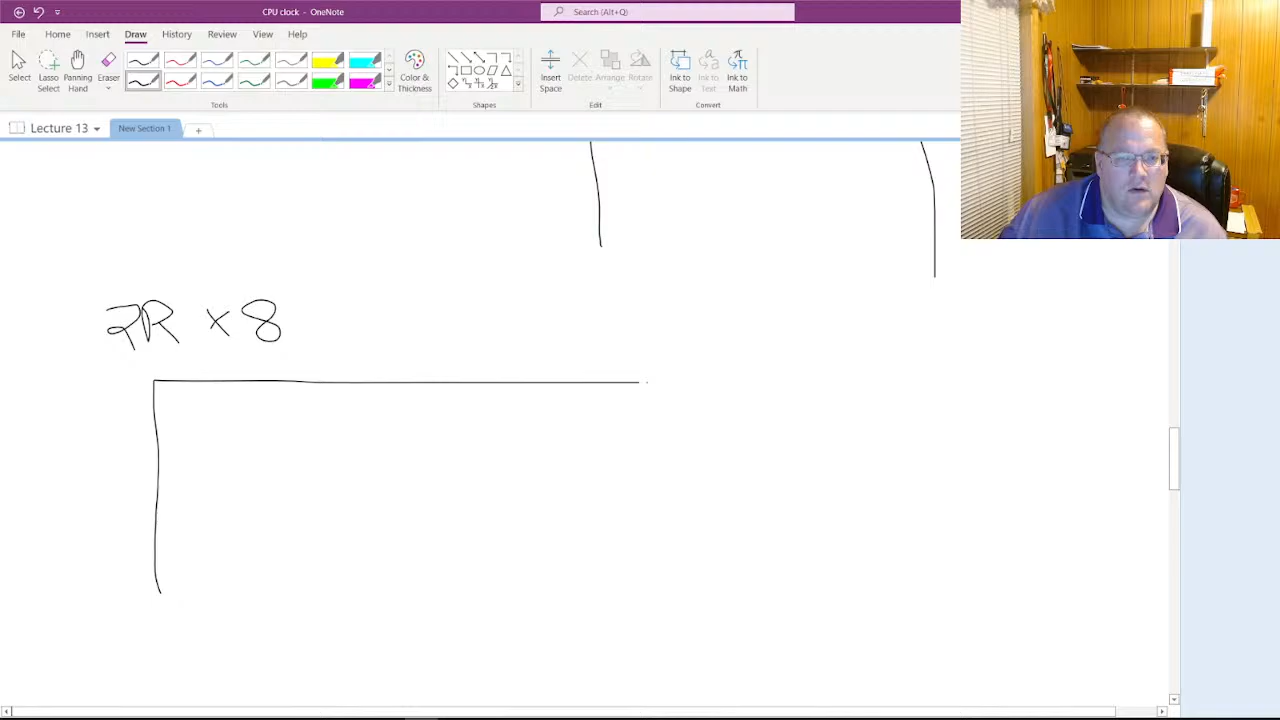 CPU clock - OneNote
Search (Alt+Q)
File Home Insert Draw History Review View Help
Select
Lasso Select
Panning Hand
Eraser
Thickness
Insert Space
Delete
Arrange
Rotate
Ink to Shape
Ink to Text
Ink to Math
Tools
Shapes
Edit
Convert
Lecture 13
New Section 1
+
2R x 8